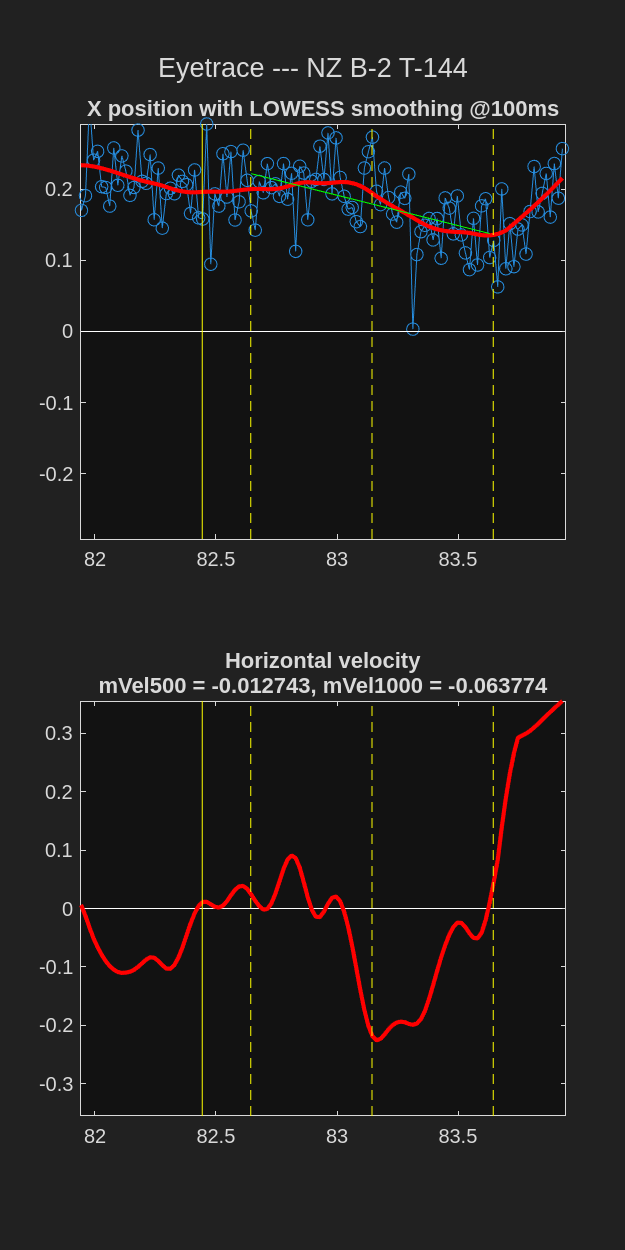 Eyetrace --- NZ B-2 T-144
X position with LOWESS smoothing @100ms
0.2
0.1
0
-0.1
-0.2
82 82.5 83 83.5
Horizontal velocity
mVel500 = -0.012743, mVel1000 = -0.063774
0.3
0.2
0.1
0
-0.1
-0.2
-0.3
82 82.5 83 83.5